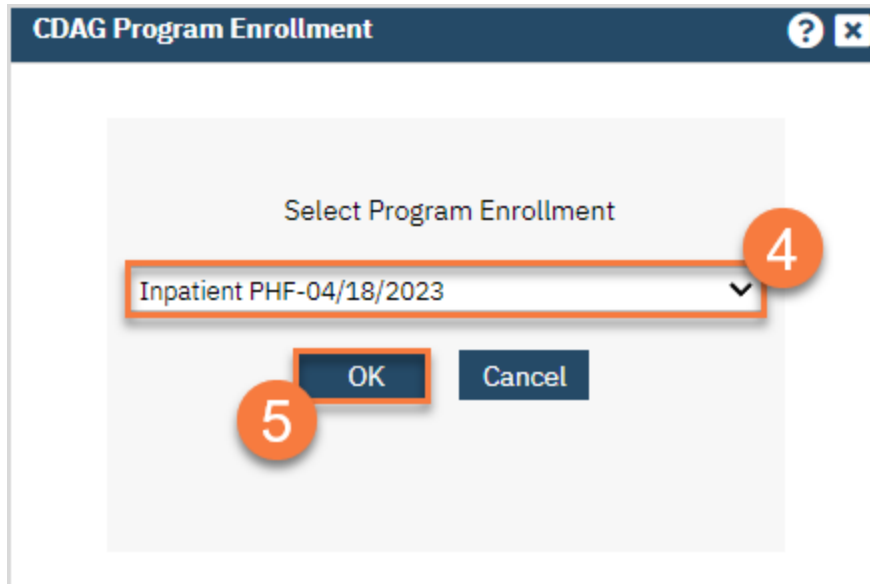 CDAG Program Enrollment ?
Select Program Enrollment
4
Inpatient PHF-04/18/2023
OK Cancel
5